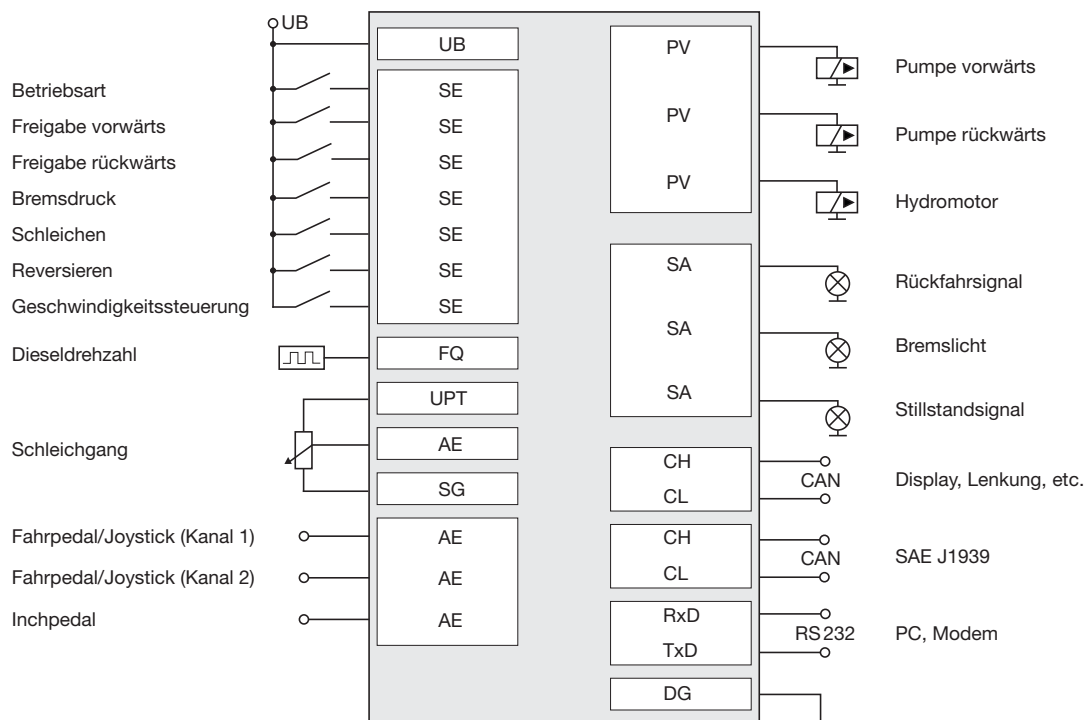 UB
UB
Betriebsart
SE
Freigabe vorwärts
SE
Freigabe rückwärts
SE
Bremsdruck
SE
Schleichen
SE
Reversieren
SE
Geschwindigkeitssteuerung
SE
Dieseldrehzahl
FQ
UPT
Schleichgang
AE
SG
Fahrpedal/Joystick (Kanal 1)
AE
Fahrpedal/Joystick (Kanal 2)
AE
Inchpedal
AE
PV
Pumpe vorwärts
PV
Pumpe rückwärts
PV
Hydromotor
SA
Rückfahrsignal
SA
Bremslicht
SA
Stillstandsignal
CH
CL
CAN
Display, Lenkung, etc.
CH
CL
CAN
SAE J1939
RxD
TxD
RS 232
PC, Modem
DG